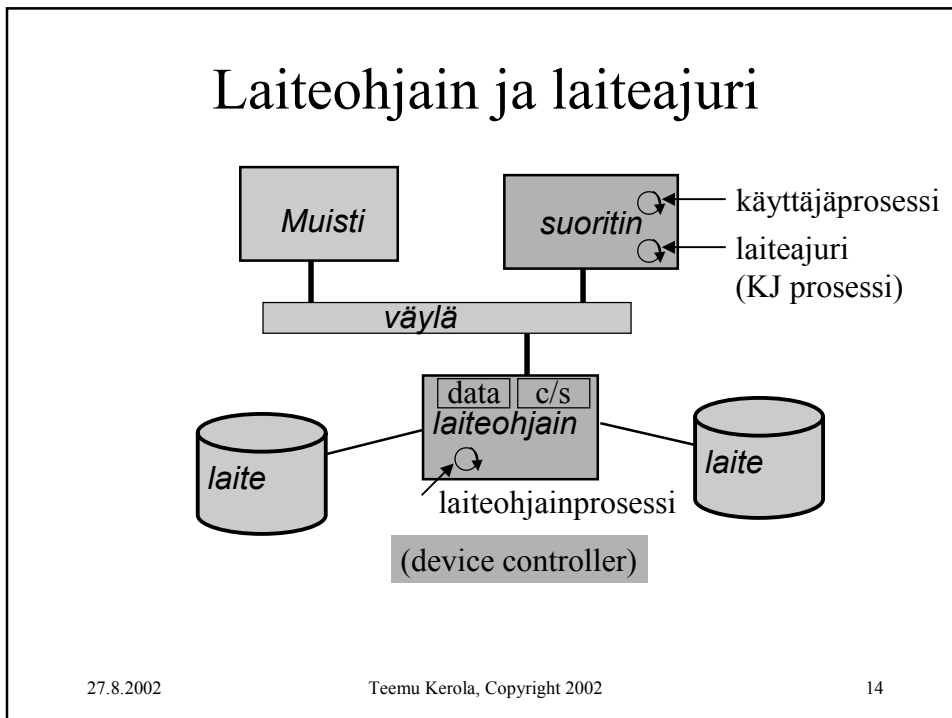 Laiteohjain ja laiteajuri
Muisti
suoritin
käyttäjäprosessi
laiteajuri
(KJ prosessi)
väylä
data c/s
laiteohjain
laite
laite
laiteohjainprosessi
(device controller)
27.8.2002 Teemu Kerola, Copyright 2002 14